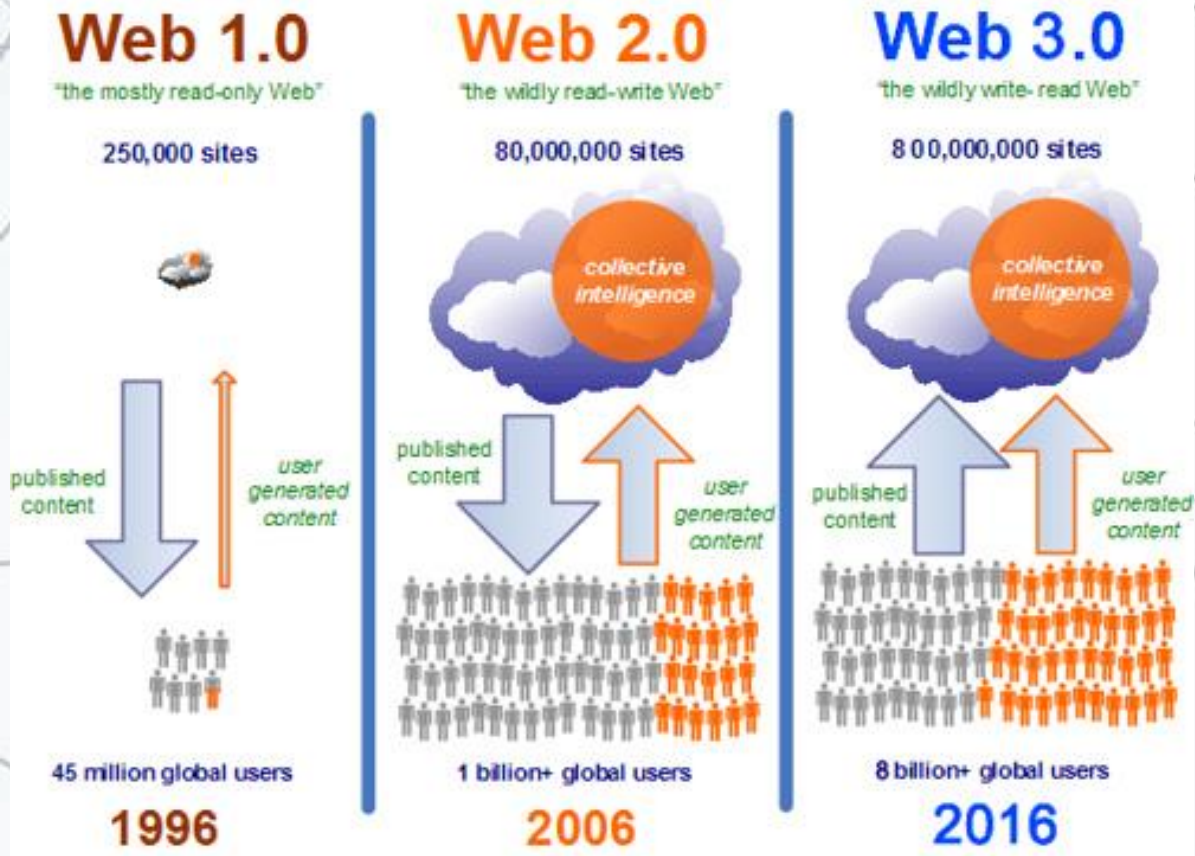 Web 1.0
"the mostly read-only Web"
250,000 sites
published
content
user
generated
content
45 million global users
1996
Web 2.0
"the wildly read-write Web"
80,000,000 sites
collective
intelligence
published
content
user
generated
content
1 billion+ global users
2006
Web 3.0
"the wildly write- read Web"
800,000,000 sites
collective
intelligence
published
content
user
generated
content
8 billion+ global users
2016